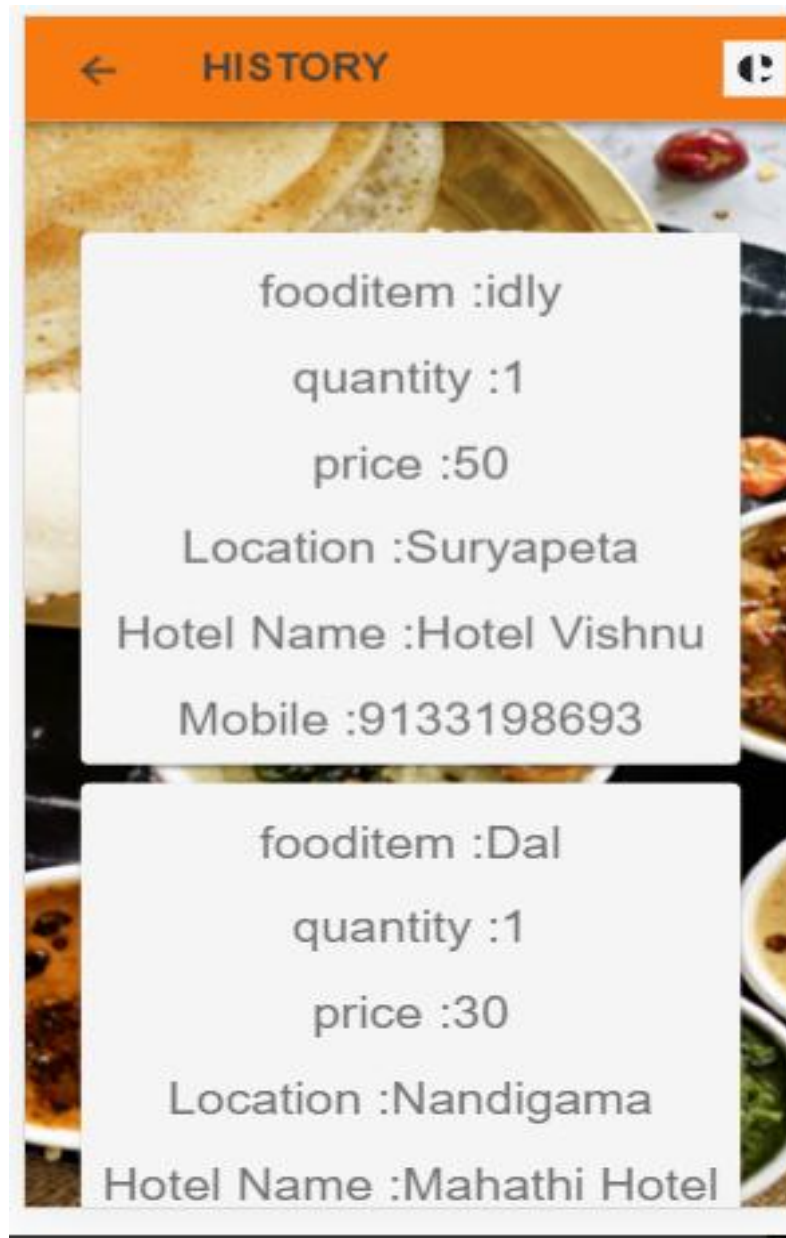 HISTORY
fooditem :idly
quantity :1
price :50
Location :Suryapeta
Hotel Name :Hotel Vishnu
Mobile :9133198693
fooditem :Dal
quantity :1
price :30
Location :Nandigama
Hotel Name :Mahathi Hotel